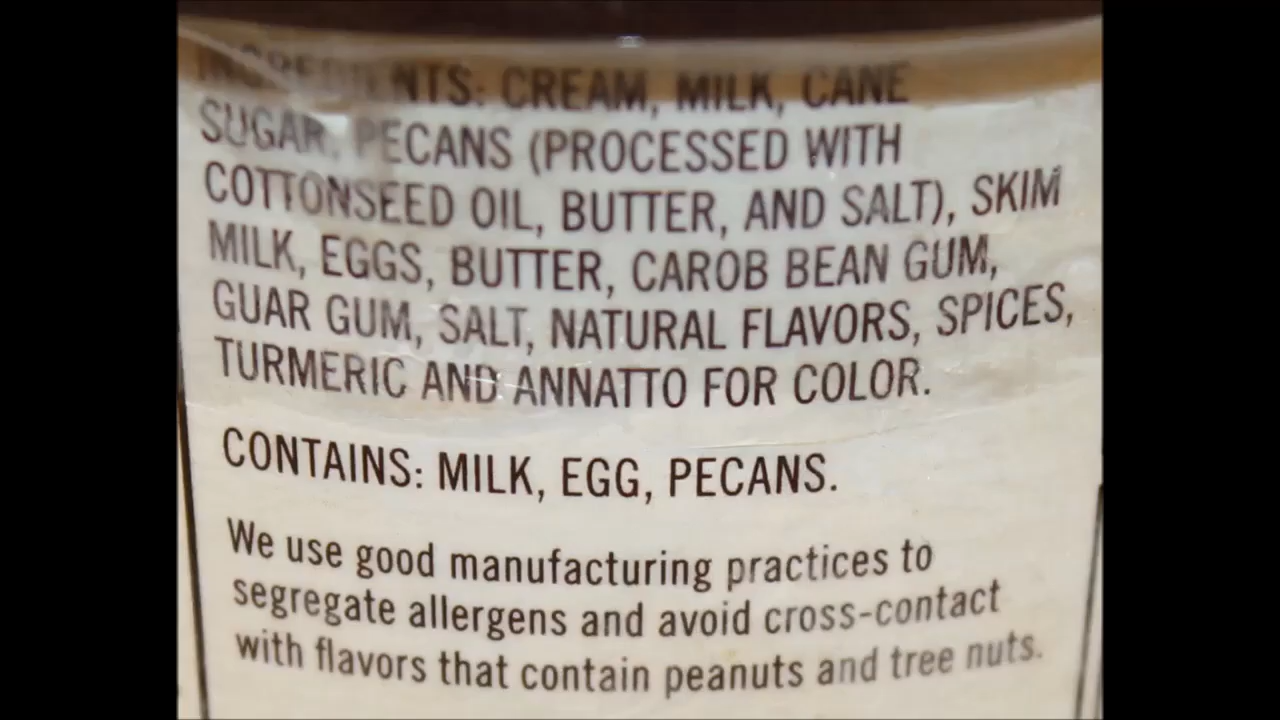 INGREDIENTS: CREAM, MILK, CANE
SUGAR, PECANS (PROCESSED WITH
COTTONSEED OIL, BUTTER, AND SALT), SKIM
MILK, EGGS, BUTTER, CAROB BEAN GUM,
GUAR GUM, SALT, NATURAL FLAVORS, SPICES,
TURMERIC AND ANNATTO FOR COLOR.
CONTAINS: MILK, EGG, PECANS.
We use good manufacturing practices to
segregate allergens and avoid cross-contact
with flavors that contain peanuts and tree nuts.